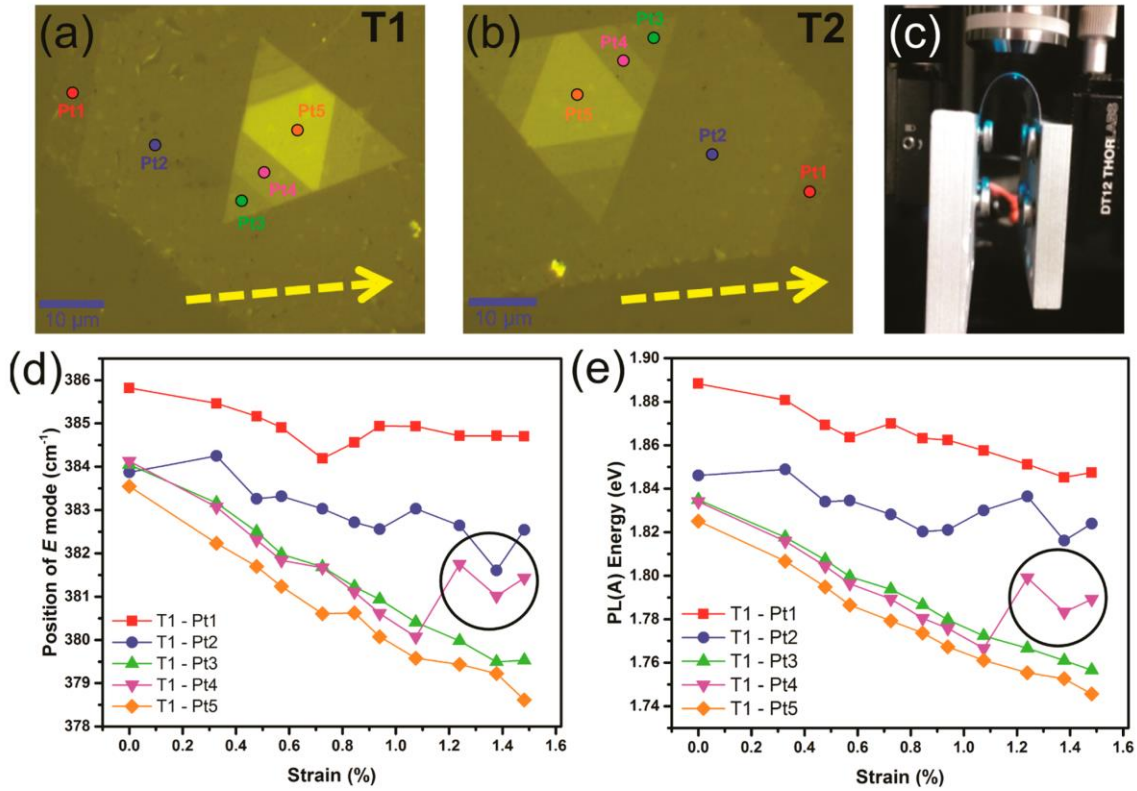 (a)
T1
Pt1
Pt2
Pt5
Pt4
Pt3
10 µm
(b)
T2
Pt3
Pt4
Pt5
Pt2
Pt1
10 µm
(c)
DT12 THORLABS
(d)
386
385
384
383
382
381
380
379
378
Position of E mode (cm⁻¹)
T1 - Pt1
T1 - Pt2
T1 - Pt3
T1 - Pt4
T1 - Pt5
0.0 0.2 0.4 0.6 0.8 1.0 1.2 1.4 1.6
Strain (%)
(e)
1.90
1.88
1.86
1.84
1.82
1.80
1.78
1.76
1.74
PL(A) Energy (eV)
T1 - Pt1
T1 - Pt2
T1 - Pt3
T1 - Pt4
T1 - Pt5
0.0 0.2 0.4 0.6 0.8 1.0 1.2 1.4 1.6
Strain (%)